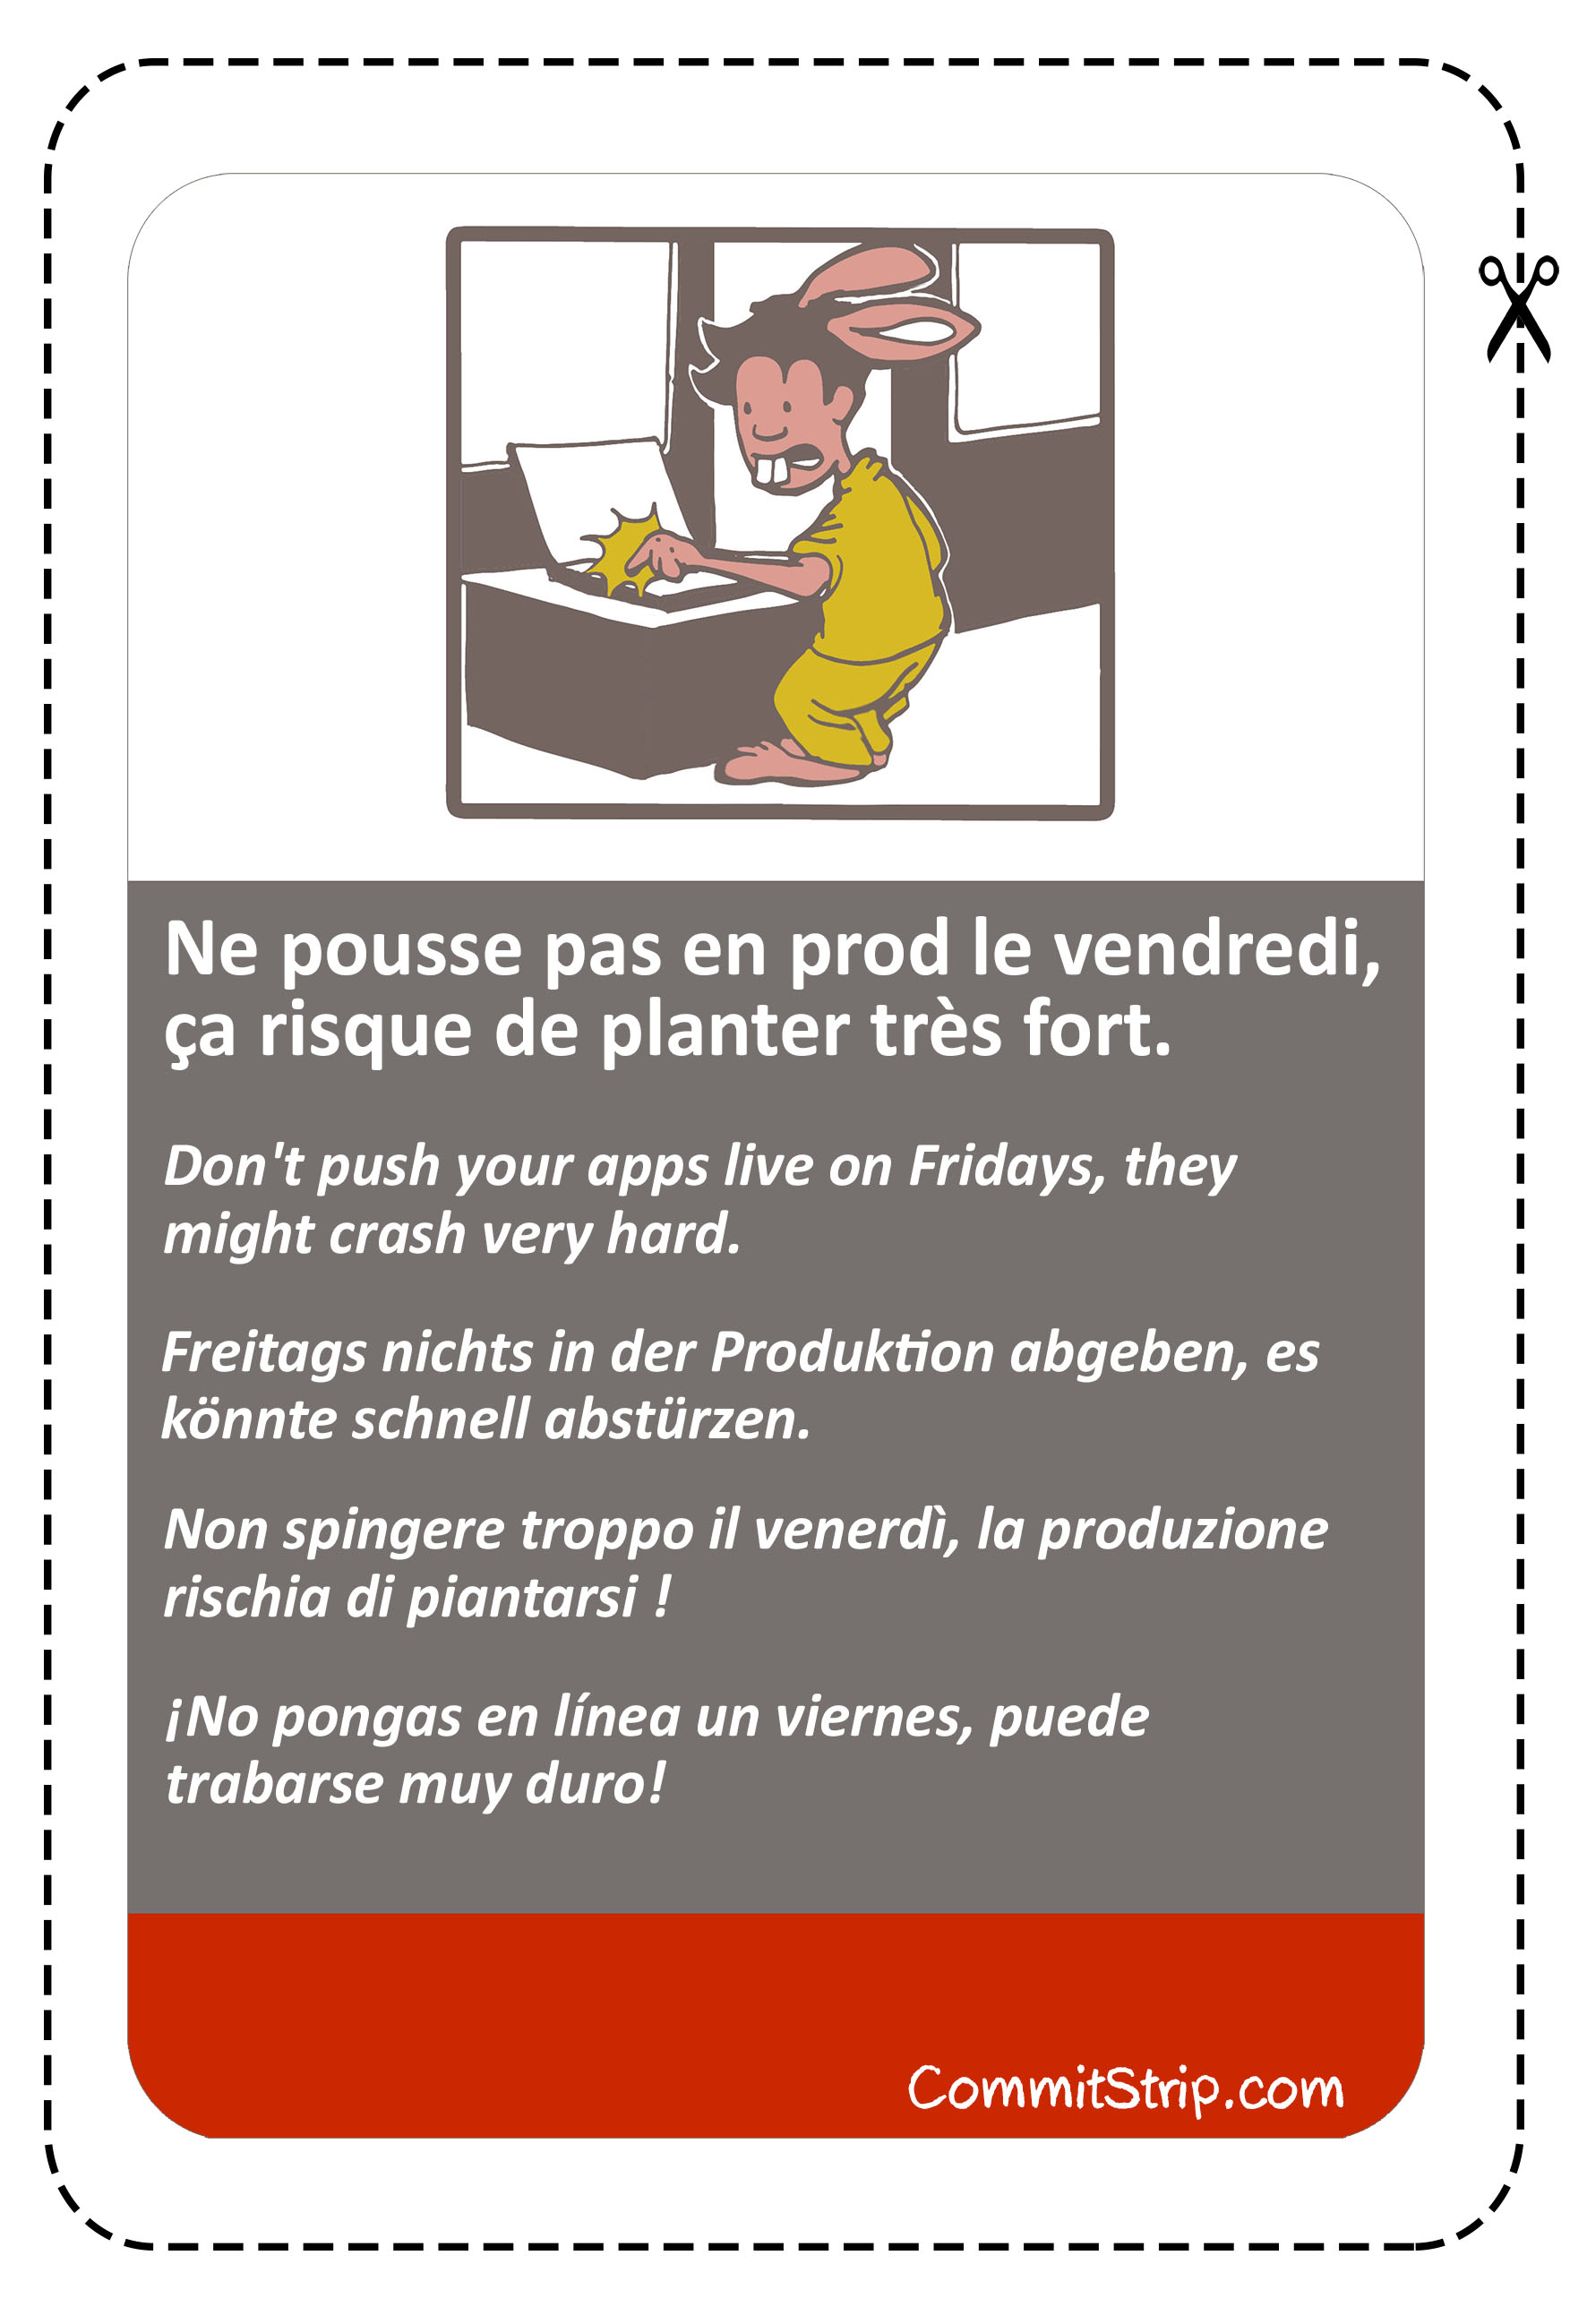 Ne pousse pas en prod le vendredi,
ça risque de planter très fort.
Don't push your apps live on Fridays, they
might crash very hard.
Freitags nichts in der Produktion abgeben, es
könnte schnell abstürzen.
Non spingere troppo il venerdì, la produzione
rischia di piantarsi !
¡No pongas en línea un viernes, puede
trabarse muy duro!
CommitStrip.com